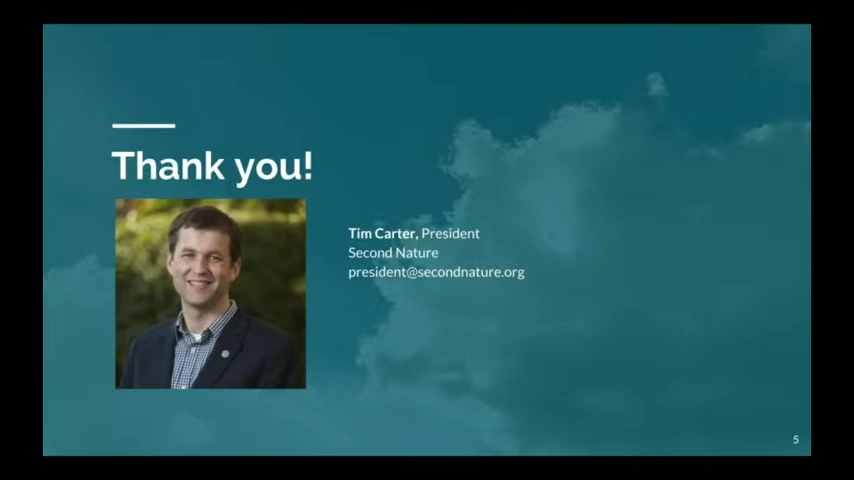 Thank you!
Tim Carter, President
Second Nature
president@secondnature.org
5